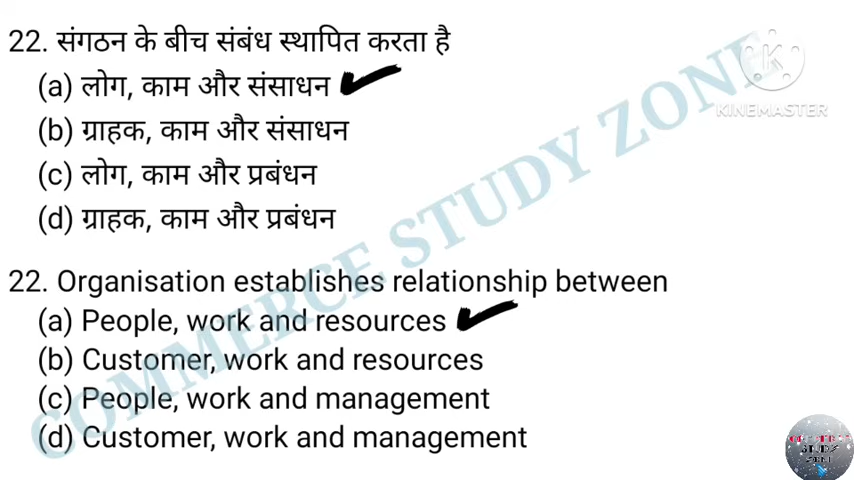 22. संगठन के बीच संबंध स्थापित करता है
(a) लोग, काम और संसाधन
(b) ग्राहक, काम और संसाधन
(c) लोग, काम और प्रबंधन
(d) ग्राहक, काम और प्रबंधन
22. Organisation establishes relationship between
(a) People, work and resources
(b) Customer, work and resources
(c) People, work and management
(d) Customer, work and management
COMMERCE STUDY ZONE
K
KINEMASTER